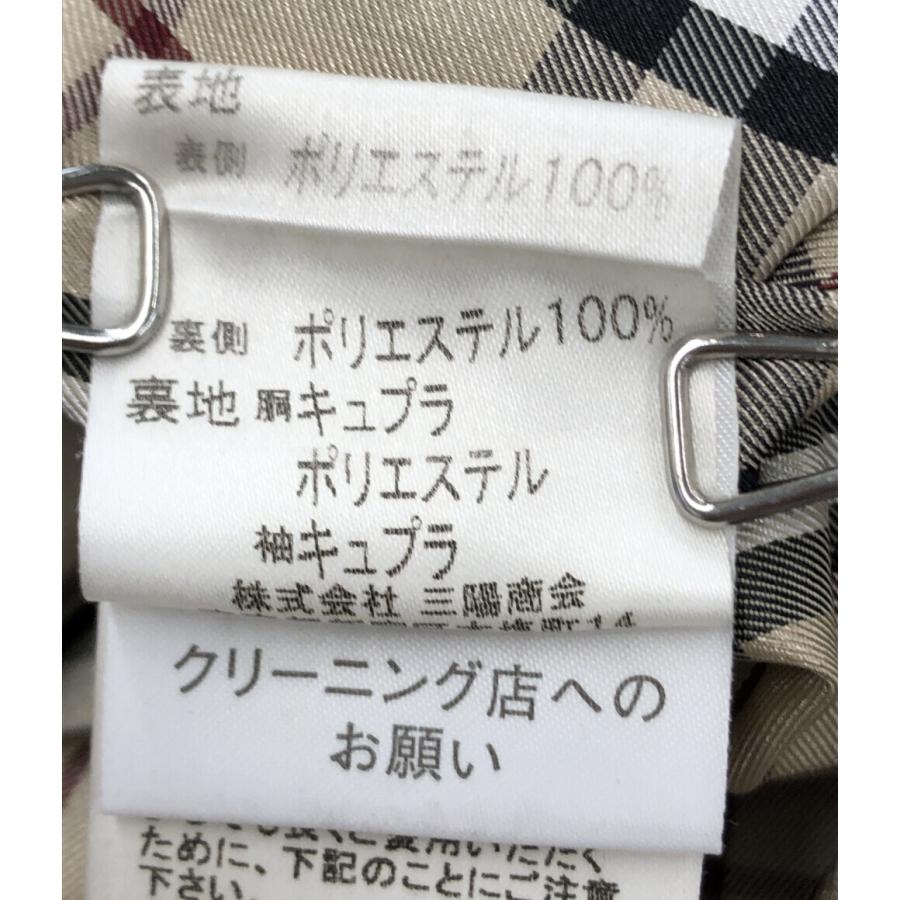 表地
表側 ポリエステル100%
裏側 ポリエステル100%
裏地 胴キュプラ
ポリエステル
袖キュプラ
株式会社 三陽商会
クリーニング店への
お願い
ために、下記のことにご注意
下さい。